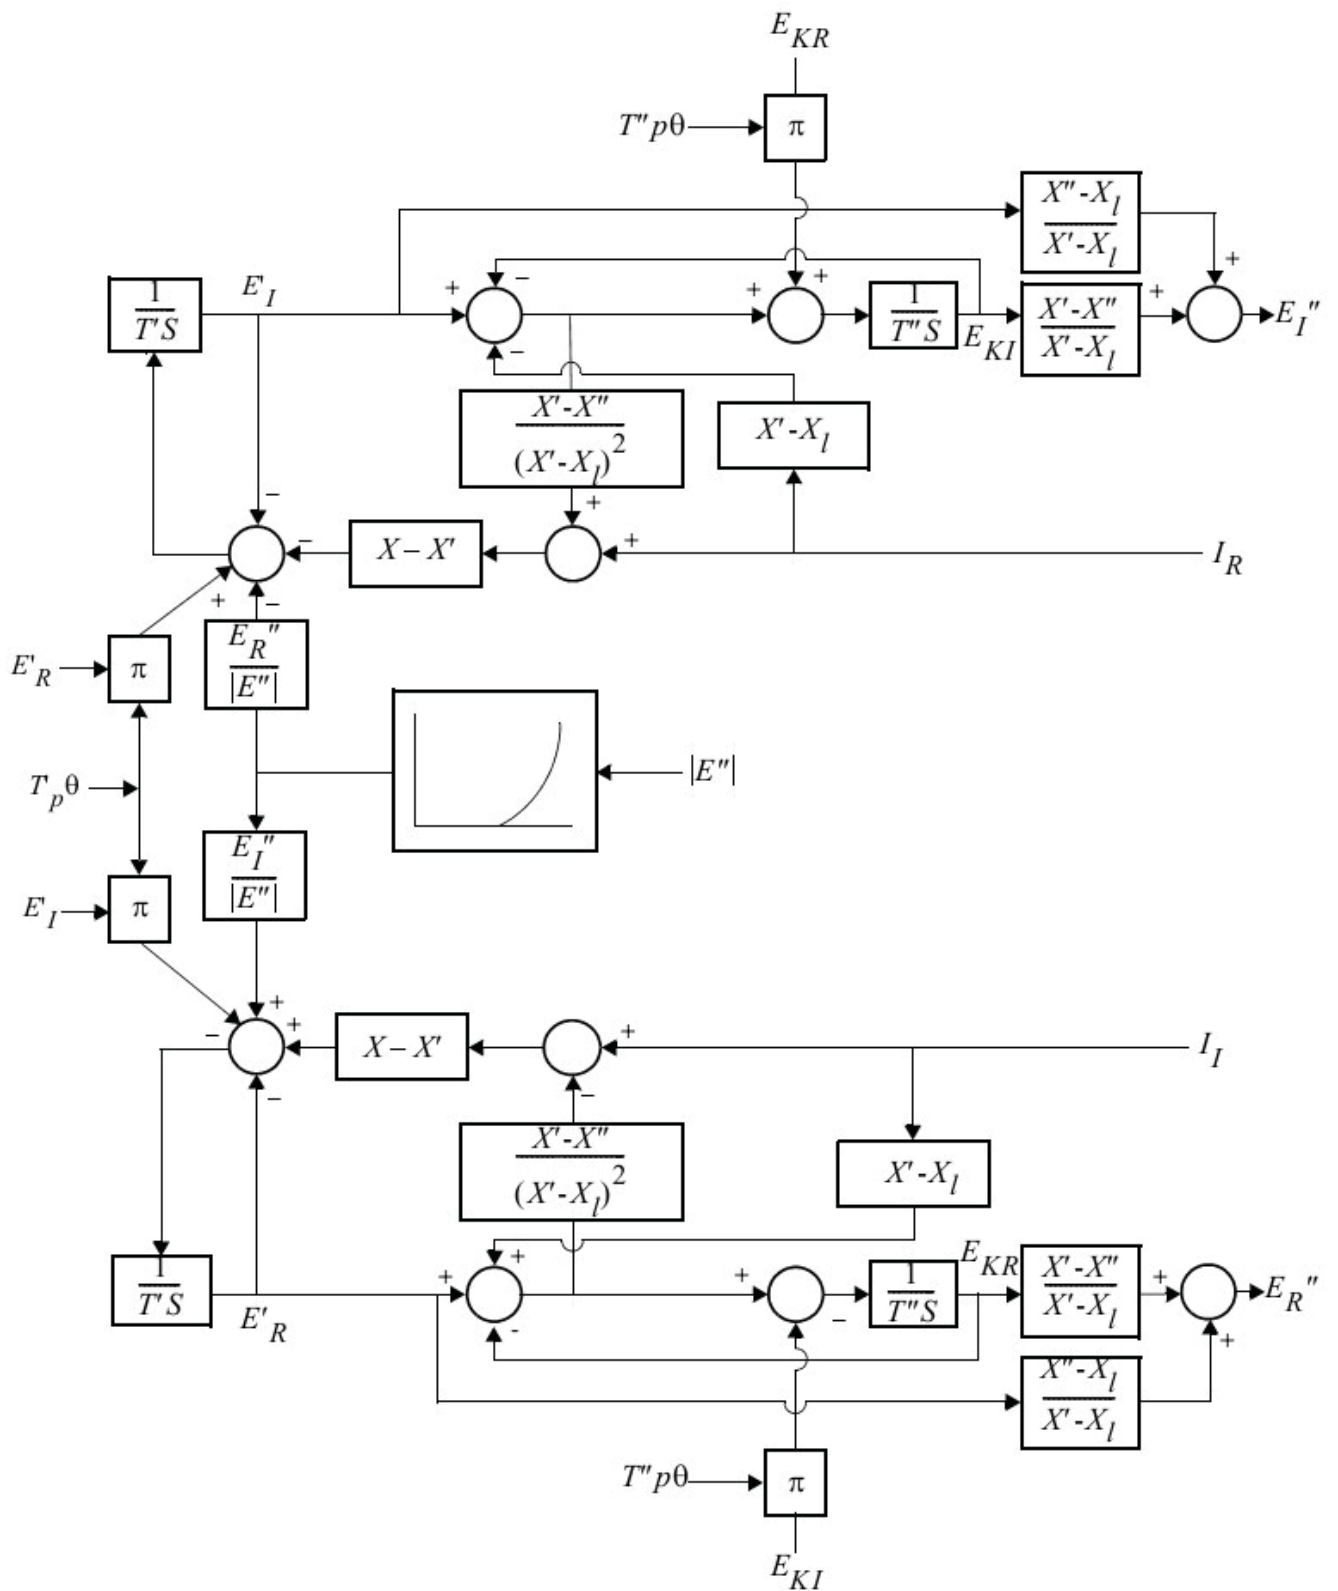 E_KR
T"pθ
π
X"-X_l
X'-X_l
+
E'_I
+
−
+
+
+
1
T'S
1
T"S
E_KI
X'-X"
X'-X_l
E_I"
−
X'-X"
(X'-X_l)^2
X'-X_l
−
+
−
X – X'
+
I_R
+
−
E_R"
|E"|
E'_R
π
T'_pθ
|E"|
E_I"
|E"|
E'_I
π
+
−
+
X – X'
+
I_I
−
−
X'-X"
(X'-X_l)^2
X'-X_l
1
T'S
E'_R
+
+
-
+
−
1
T"S
E_KR
X'-X"
X'-X_l
+
E_R"
+
X"-X_l
X'-X_l
T"pθ
π
E_KI